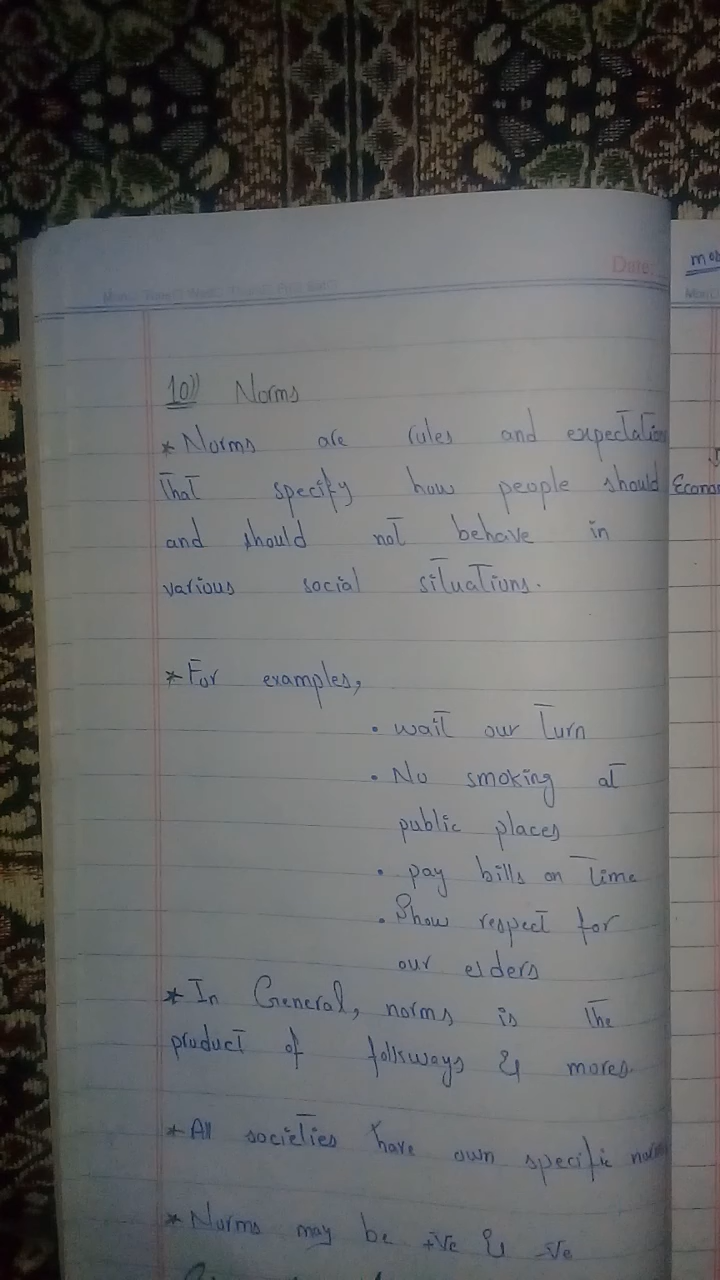 Date:
10)) Norms
* Norms are rules and expectation
that specify how people should
and should not behave in
various social situations.
* For examples,
• wait our turn
• No smoking at
public places
• pay bills on time
• Show respect for
our elders
* In General, norms is the
product of folkways & mores.
* All societies have own specific norms
* Norms may be +ve & -ve